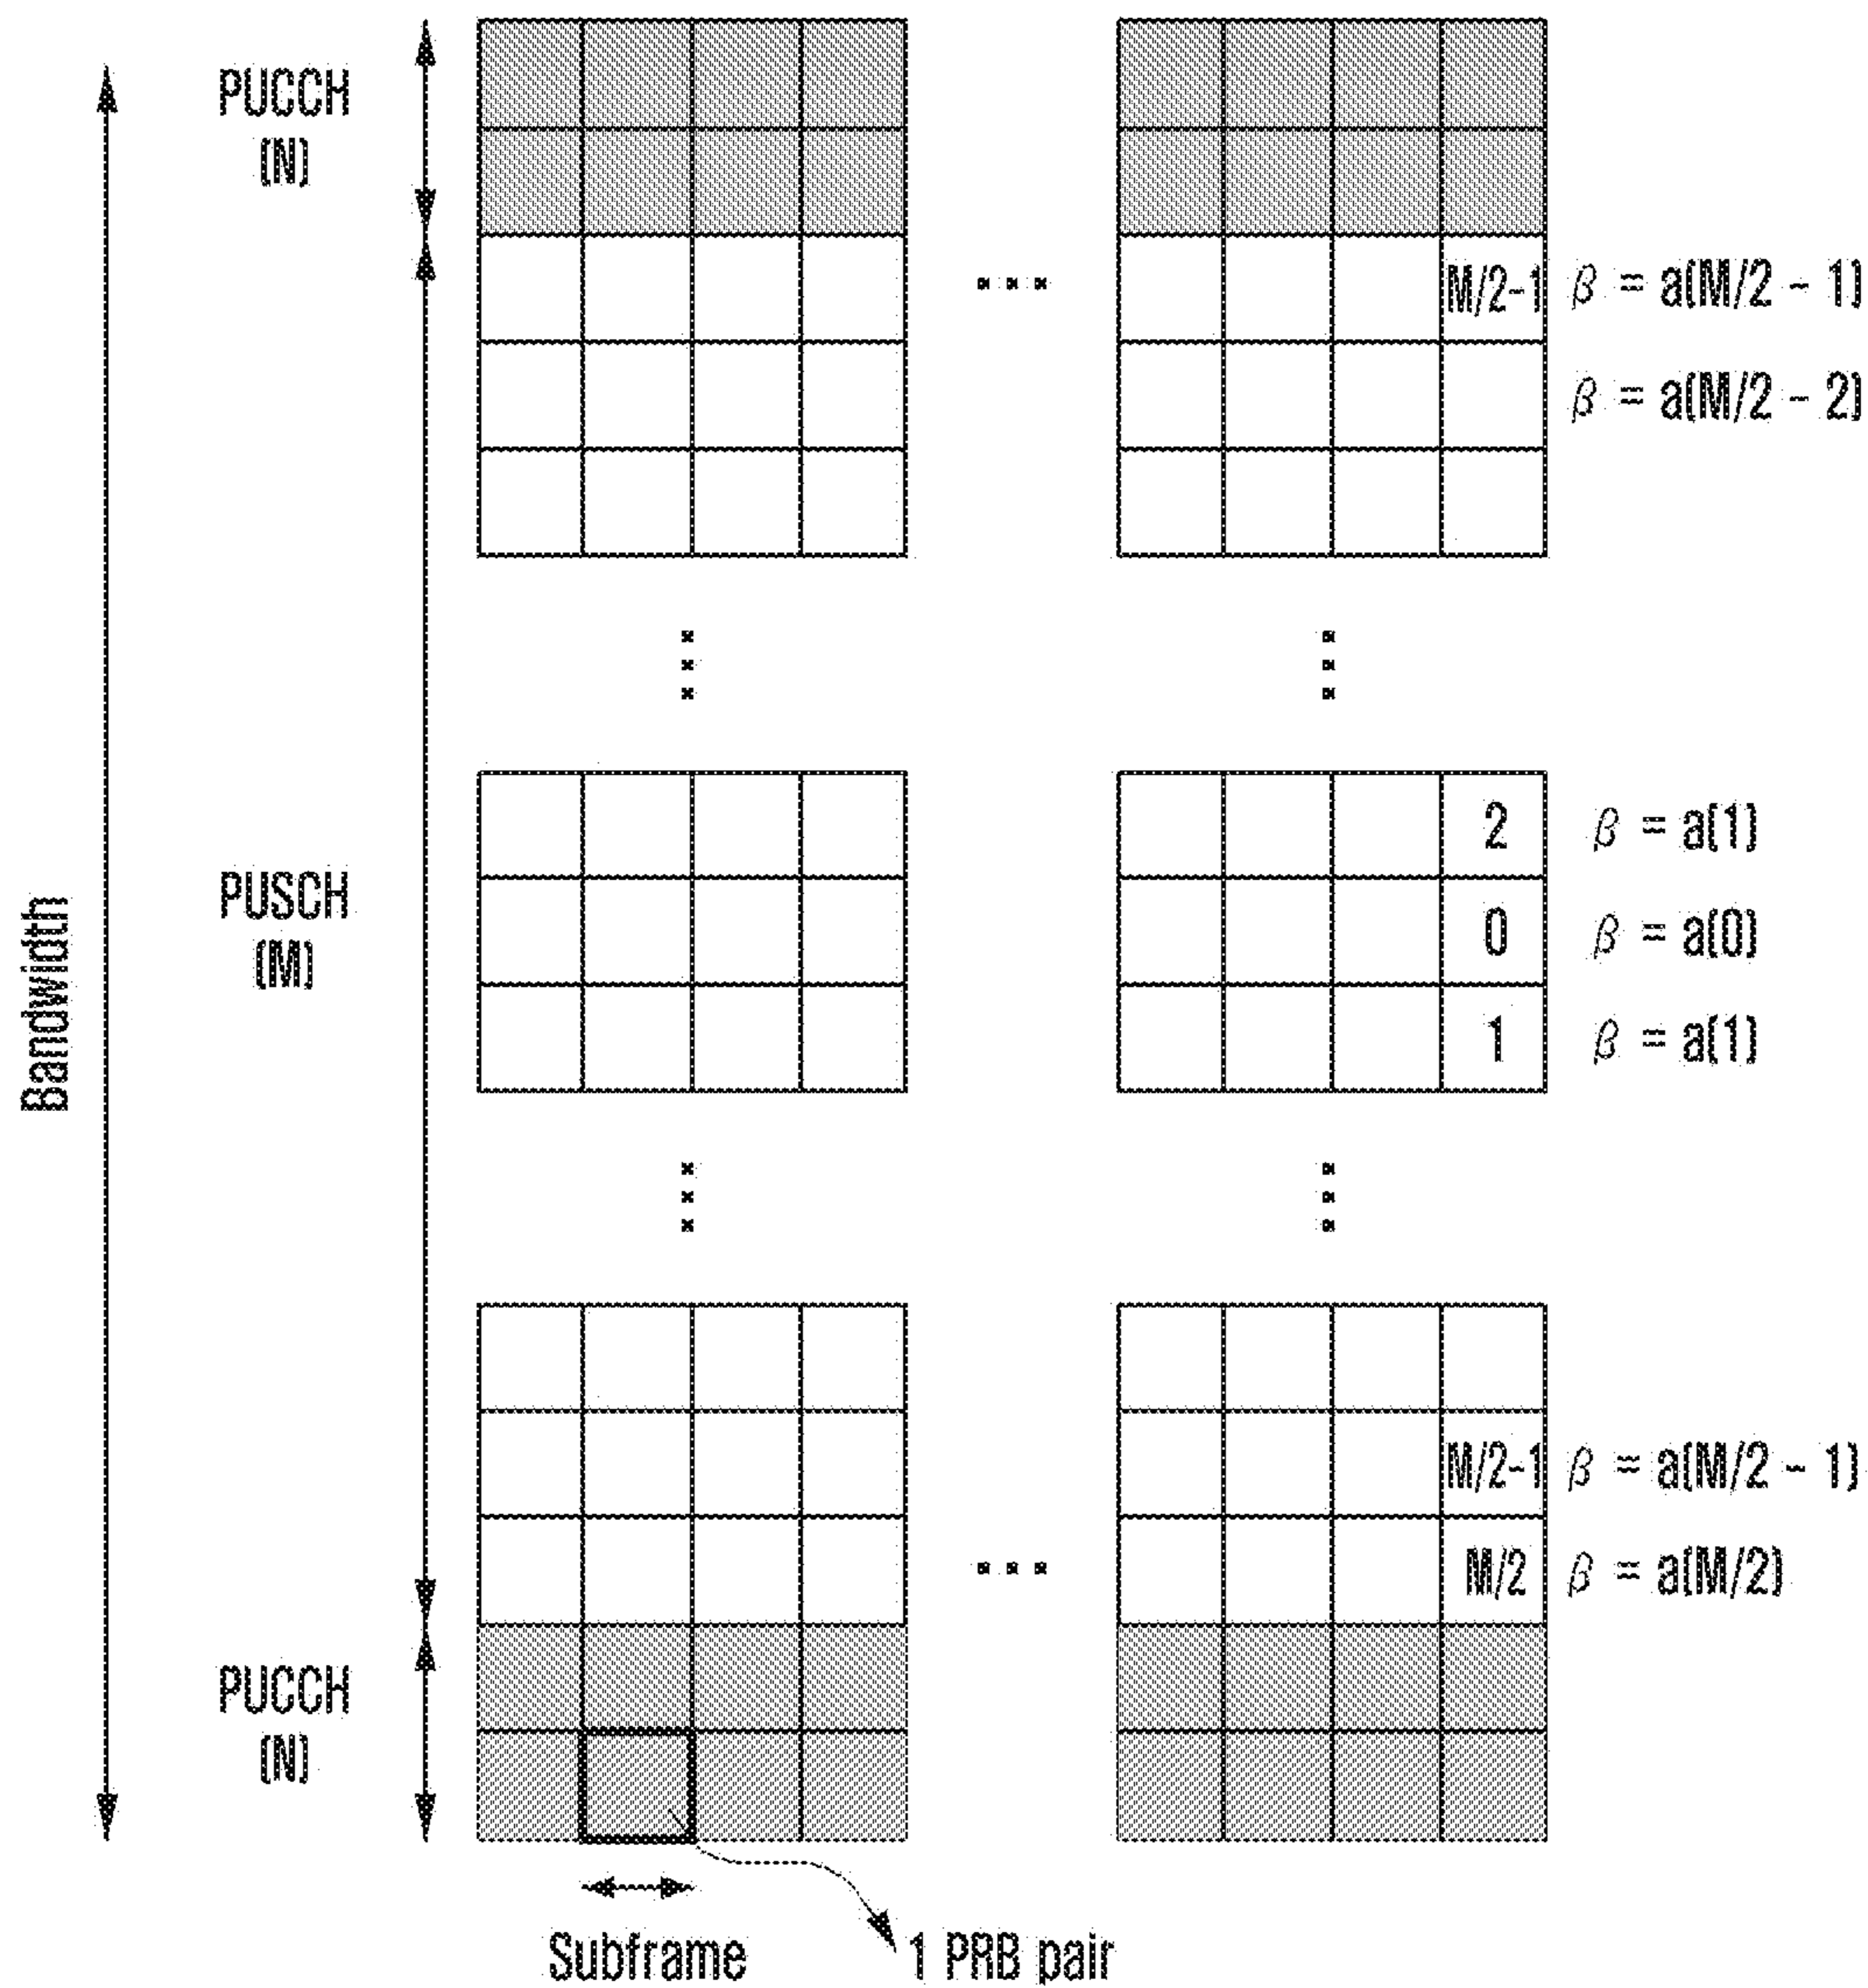 PUCCH
(N)
M/2-1 β = a(M/2 - 1)
β = a(M/2 - 2)
Bandwidth
PUSCH
(M)
2 β = a(1)
0 β = a(0)
1 β = a(1)
M/2-1 β = a(M/2 - 1)
M/2 β = a(M/2)
PUCCH
(N)
Subframe
1 PRB pair